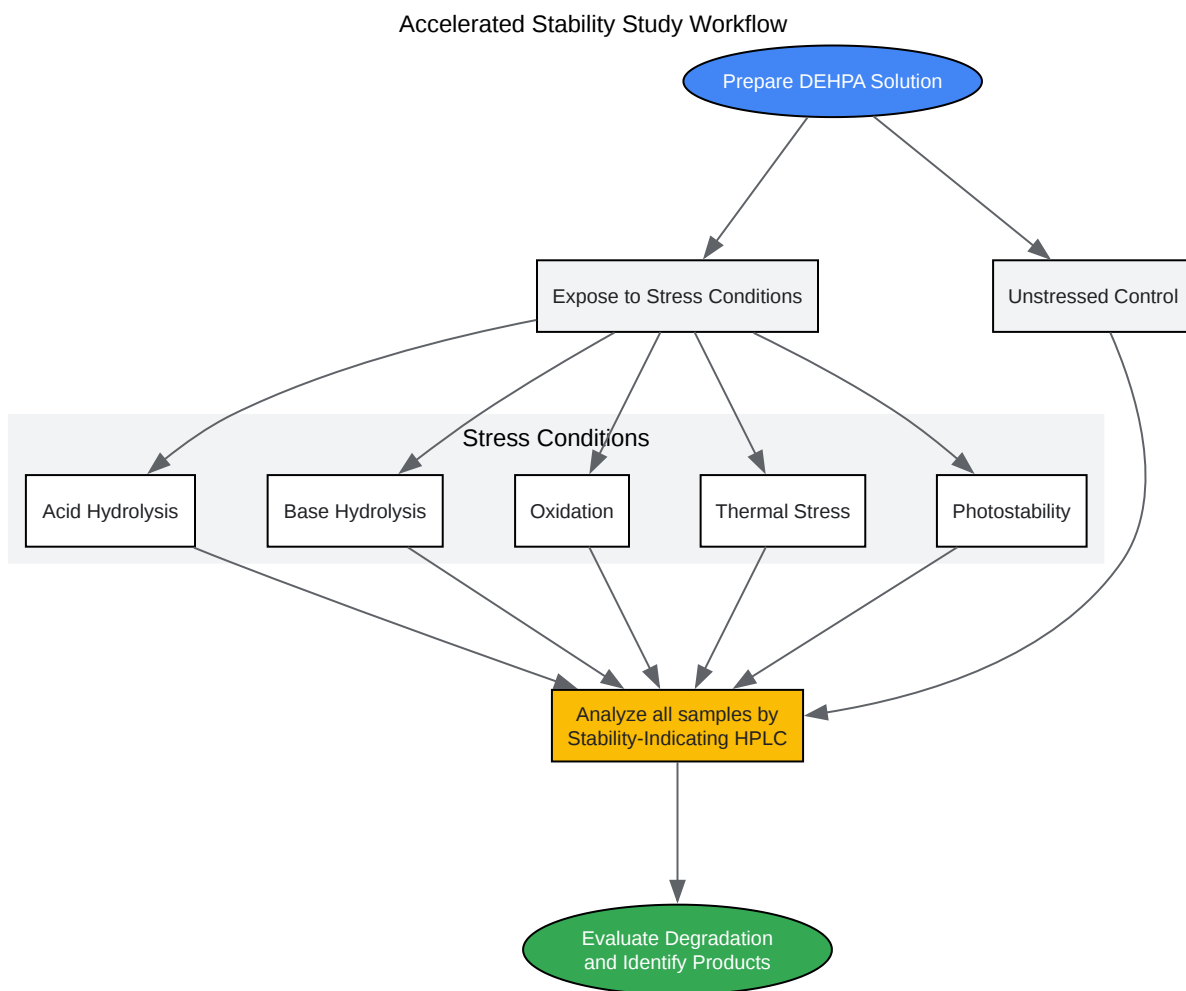 Accelerated Stability Study Workflow
Prepare DEHPA Solution
Expose to Stress Conditions
Unstressed Control
Stress Conditions
Acid Hydrolysis
Base Hydrolysis
Oxidation
Thermal Stress
Photostability
Analyze all samples by
Stability-Indicating HPLC
Evaluate Degradation
and Identify Products